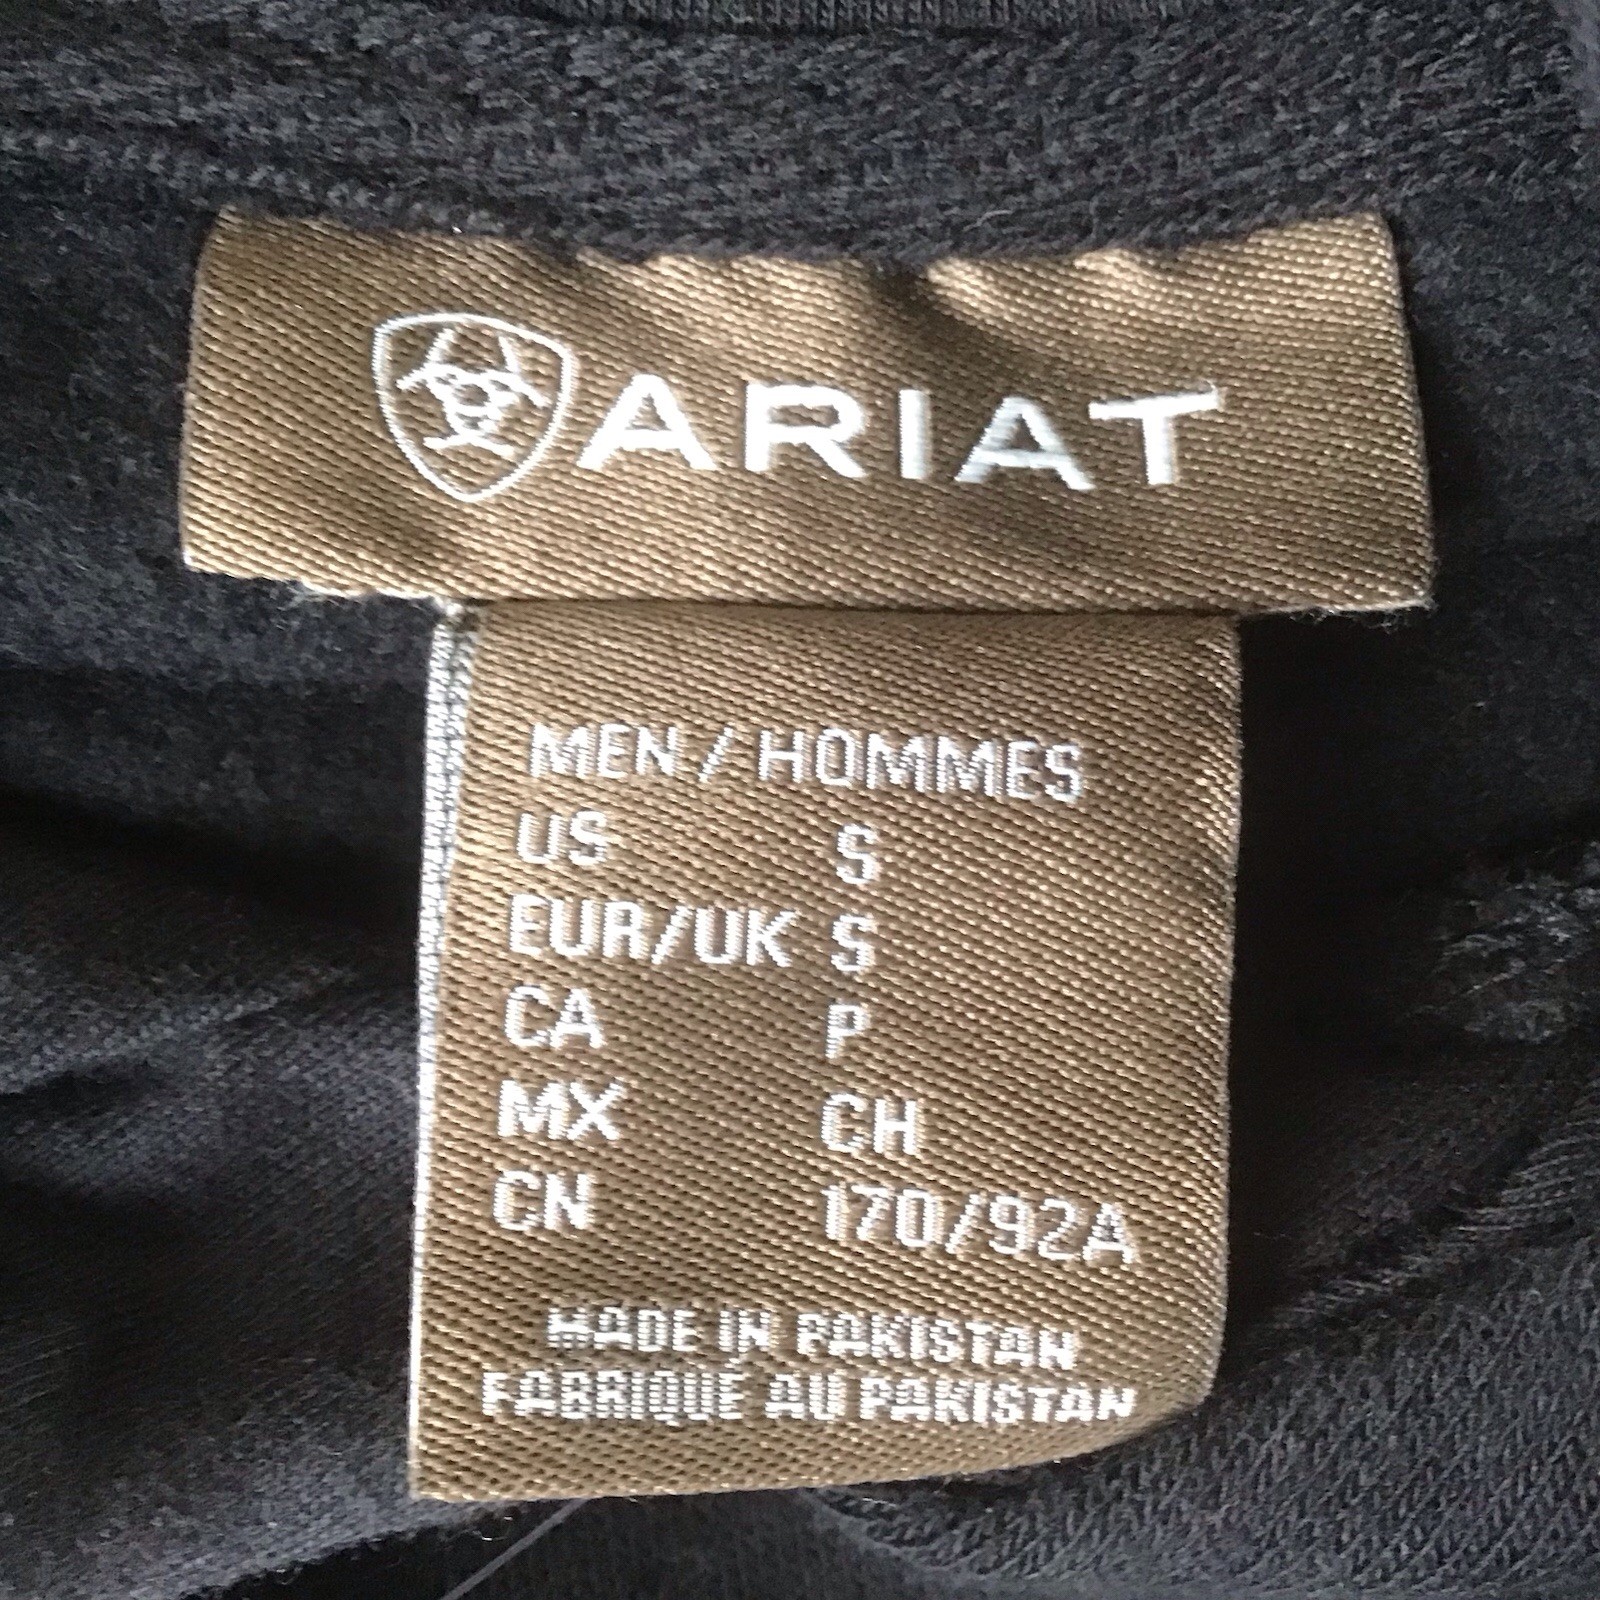 ARIAT
MEN / HOMMES
US S
EUR/UK S
CA P
MX CH
CN 170/92A
MADE IN PAKISTAN
FABRIQUÉ AU PAKISTAN